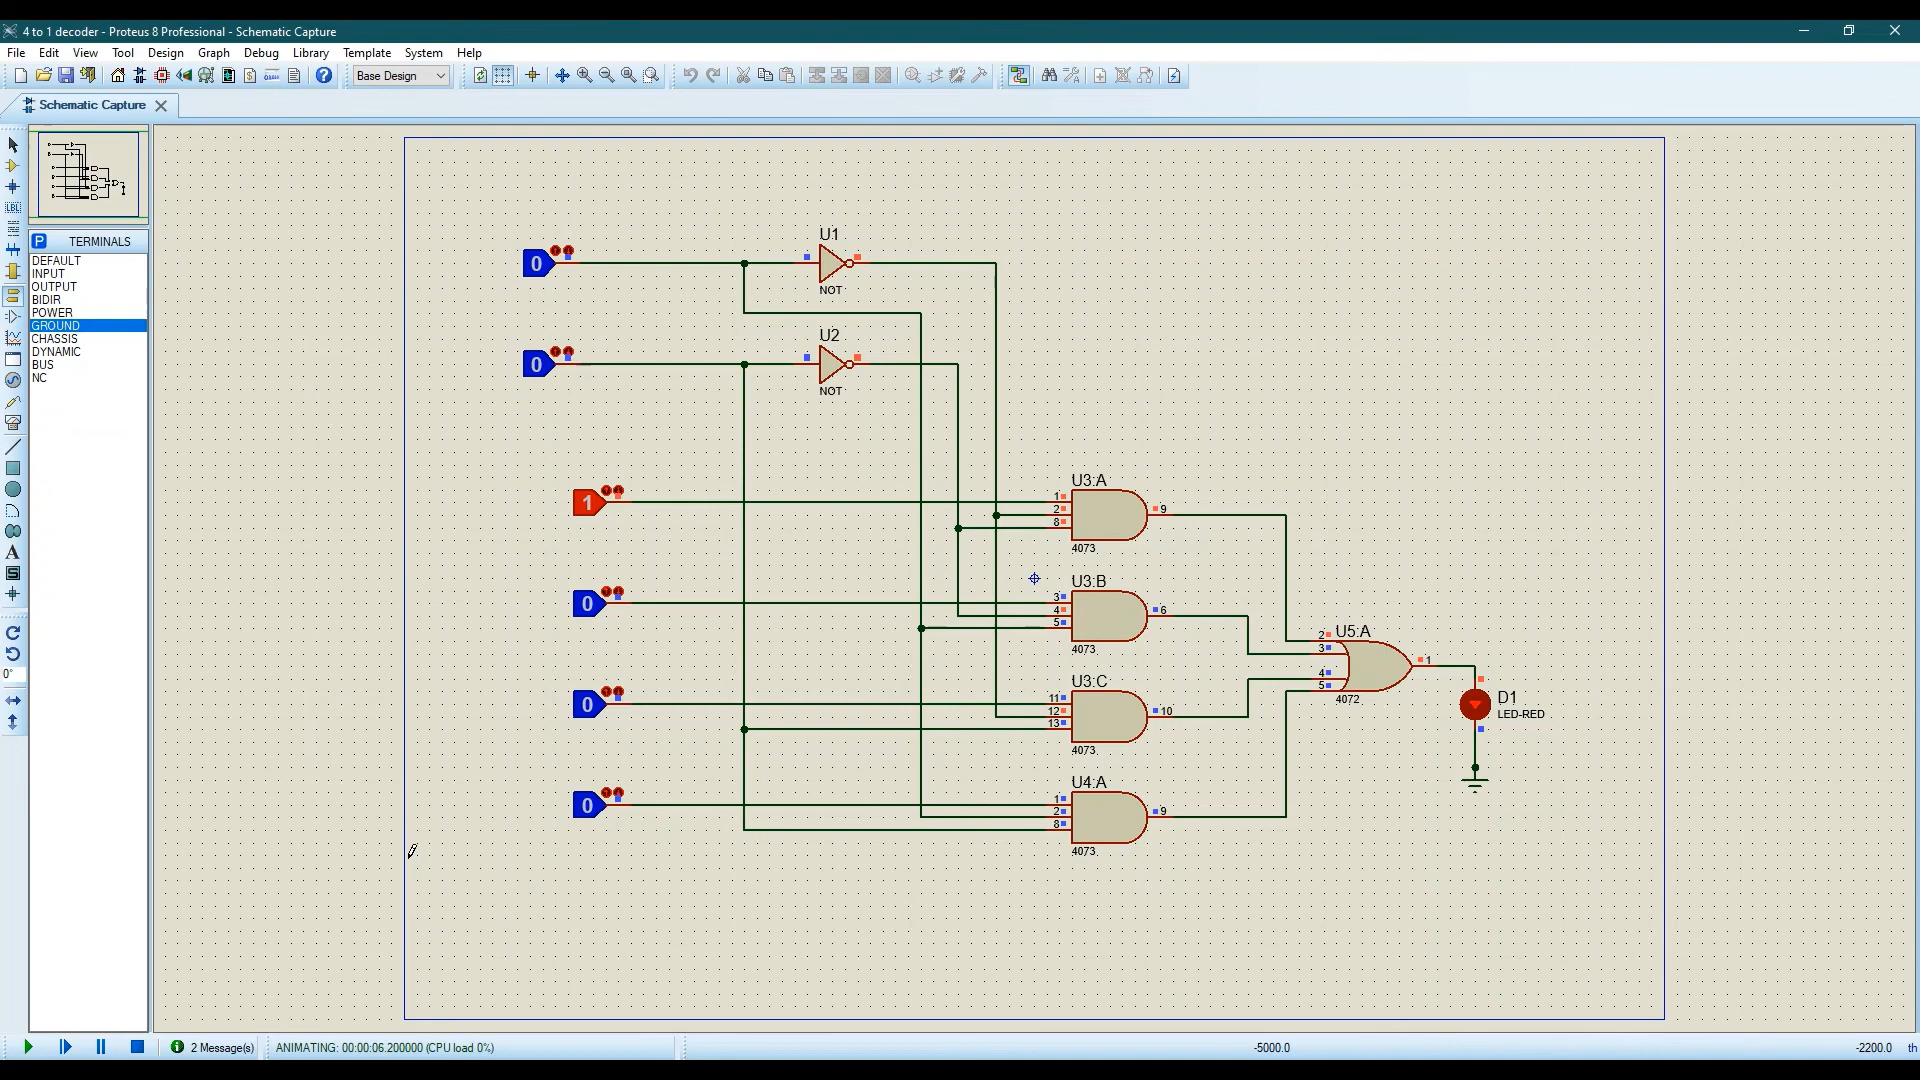 4 to 1 decoder - Proteus 8 Professional - Schematic Capture
File Edit View Tool Design Graph Debug Library Template System Help
Base Design
Schematic Capture
P TERMINALS
DEFAULT
INPUT
OUTPUT
BIDIR
POWER
GROUND
CHASSIS
DYNAMIC
BUS
NC
LBL
A
S
0°
U1
0
NOT
U2
0
NOT
U3:A
1
1
2
8
9
4073
U3:B
0
3
4
5
6
4073
U3:C
0
11
12
13
10
4073
U4:A
0
1
2
8
9
4073
U5:A
2
3
4
5
1
4072
D1
LED-RED
2 Message(s) ANIMATING: 00:00:06.200000 (CPU load 0%) -5000.0 -2200.0 th